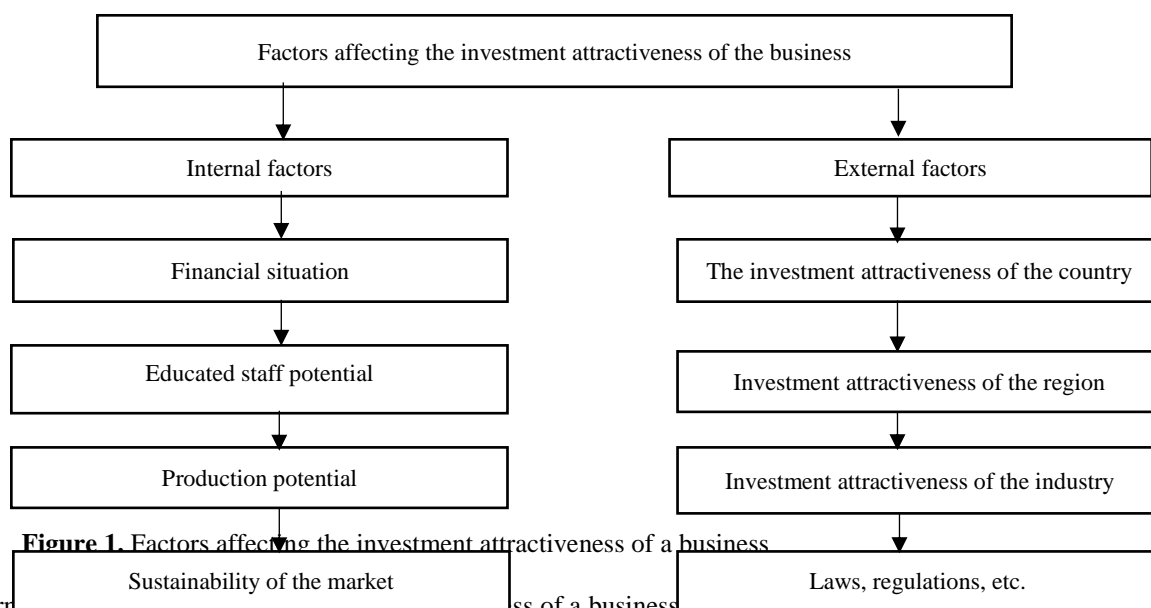 Factors affecting the investment attractiveness of the business
Internal factors
External factors
Financial situation
The investment attractiveness of the country
Educated staff potential
Investment attractiveness of the region
Production potential
Investment attractiveness of the industry
Figure 1. Factors affecting the investment attractiveness of a business
Sustainability of the market
Laws, regulations, etc.
of a business